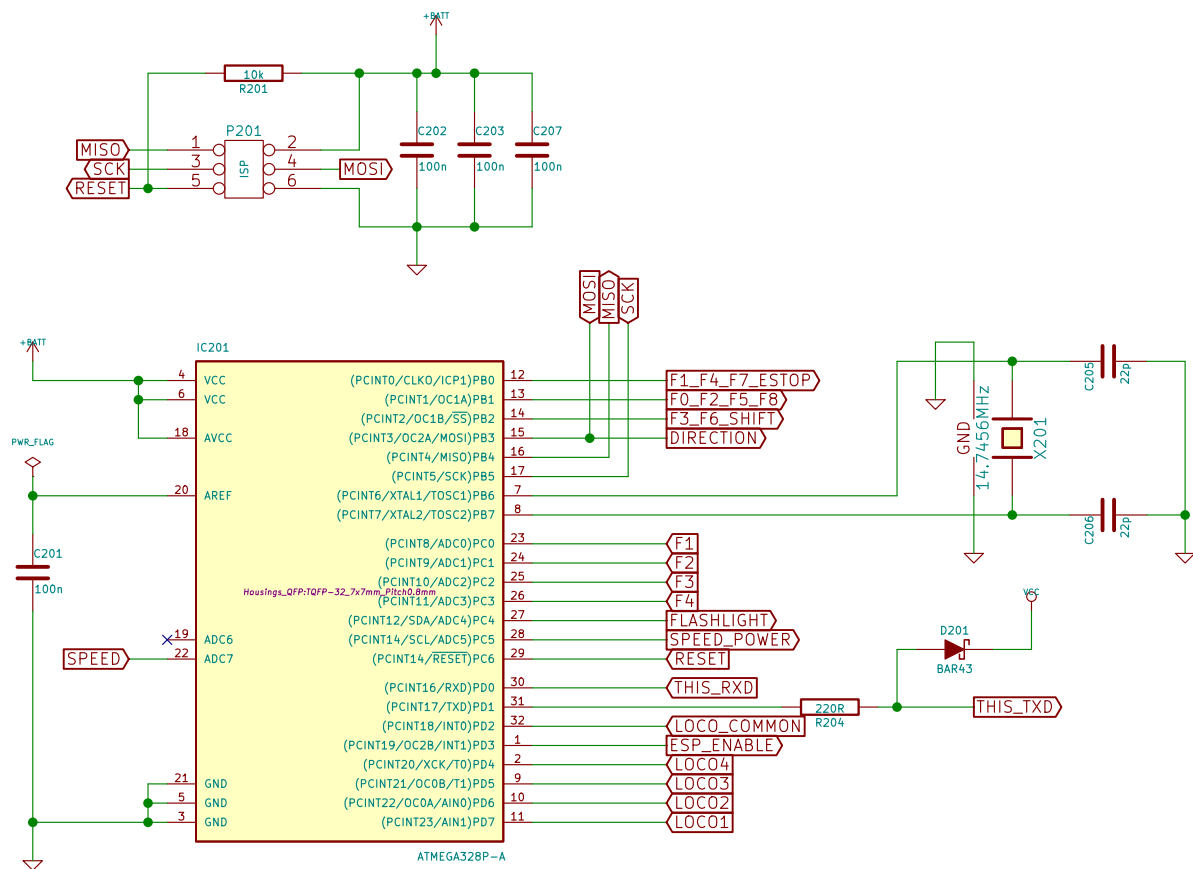 +BATT
10k
R201
P201
MISO 1 2
SCK 3 ISP 4 MOSI
RESET 5 6
C202 C203 C207
100n 100n 100n
MOSI MISO SCK
+BATT
IC201
4 VCC (PCINT0/CLKO/ICP1)PB0 12 F1_F4_F7_ESTOP
6 VCC (PCINT1/OC1A)PB1 13 F0_F2_F5_F8
(PCINT2/OC1B/SS)PB2 14 F3_F6_SHIFT
18 AVCC (PCINT3/OC2A/MOSI)PB3 15 DIRECTION
(PCINT4/MISO)PB4 16
(PCINT5/SCK)PB5 17
PWR_FLAG
20 AREF (PCINT6/XTAL1/TOSC1)PB6 7
(PCINT7/XTAL2/TOSC2)PB7 8
C205 22p
GND 14.7456MHz X201
C206 22p
C201
100n
(PCINT8/ADC0)PC0 23 F1
(PCINT9/ADC1)PC1 24 F2
(PCINT10/ADC2)PC2 25 F3
Housings_QFP:TQFP-32_7x7mm_Pitch0.8mm
(PCINT11/ADC3)PC3 26 F4
(PCINT12/SDA/ADC4)PC4 27 FLASHLIGHT
19 ADC6 (PCINT14/SCL/ADC5)PC5 28 SPEED_POWER
SPEED 22 ADC7 (PCINT14/RESET)PC6 29 RESET
VCC
D201
BAR43
(PCINT16/RXD)PD0 30 THIS_RXD
(PCINT17/TXD)PD1 31 220R THIS_TXD
R204
(PCINT18/INT0)PD2 32 LOCO_COMMON
(PCINT19/OC2B/INT1)PD3 1 ESP_ENABLE
(PCINT20/XCK/T0)PD4 2 LOCO4
21 GND (PCINT21/OC0B/T1)PD5 9 LOCO3
5 GND (PCINT22/OC0A/AIN0)PD6 10 LOCO2
3 GND (PCINT23/AIN1)PD7 11 LOCO1
ATMEGA328P-A